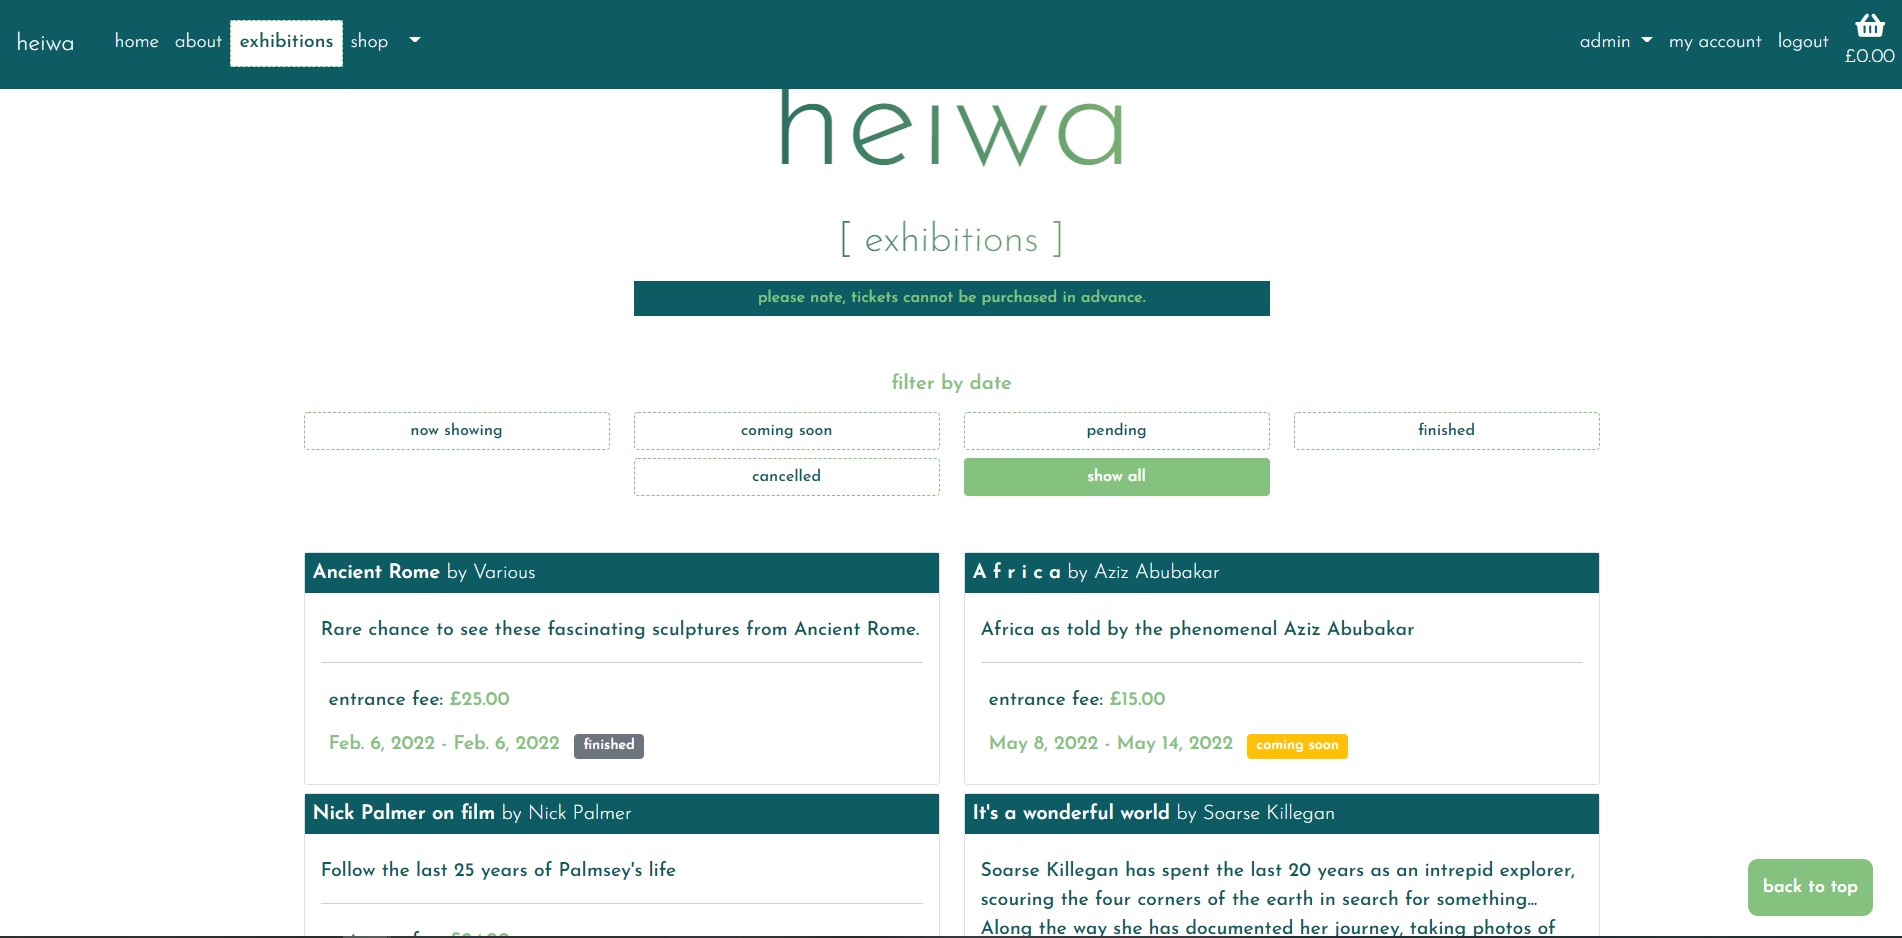 heiwa home about exhibitions shop admin my account logout £0.00
heiwa
[ exhibitions ]
please note, tickets cannot be purchased in advance.
filter by date
now showing coming soon pending finished
cancelled show all
Ancient Rome by Various
Rare chance to see these fascinating sculptures from Ancient Rome.
entrance fee: £25.00
Feb. 6, 2022 - Feb. 6, 2022 finished
A f r i c a by Aziz Abubakar
Africa as told by the phenomenal Aziz Abubakar
entrance fee: £15.00
May 8, 2022 - May 14, 2022 coming soon
Nick Palmer on film by Nick Palmer
Follow the last 25 years of Palmsey's life
It's a wonderful world by Soarse Killegan
Soarse Killegan has spent the last 20 years as an intrepid explorer,
scouring the four corners of the earth in search for something...
Along the way she has documented her journey, taking photos of
back to top